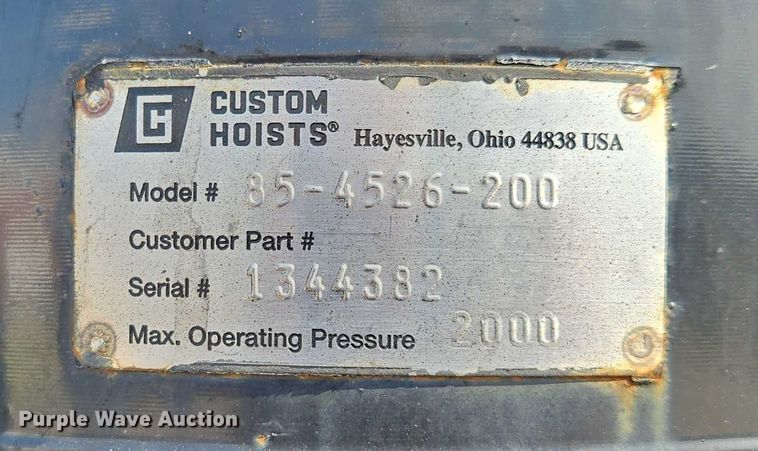 CH CUSTOM
HOISTS® Hayesville, Ohio 44838 USA
Model # 85-4526-200
Customer Part #
Serial # 1344382
Max. Operating Pressure 2000
Purple Wave Auction